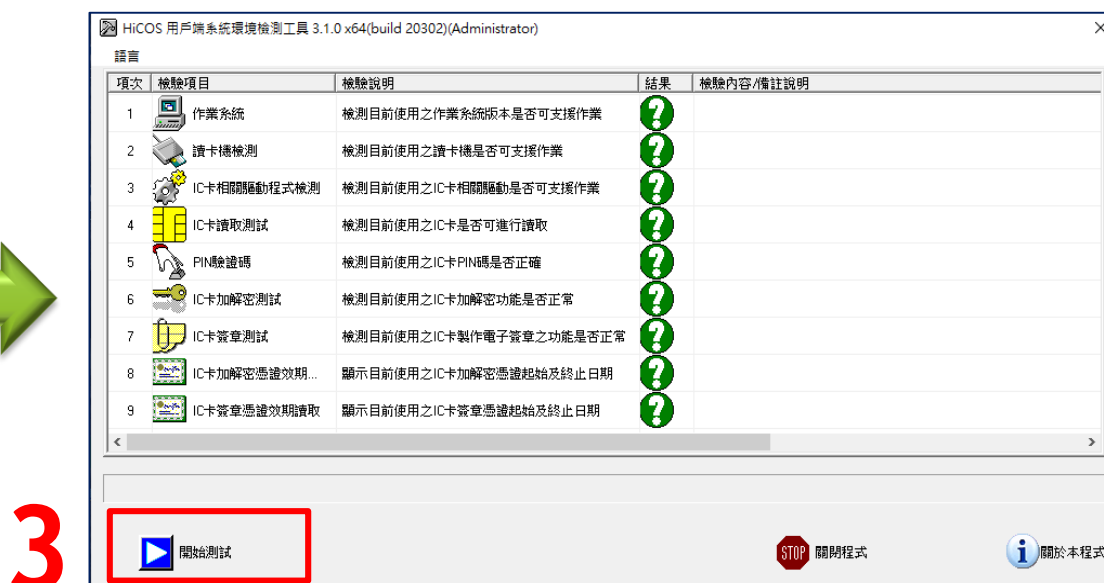 HiCOS 用戶端系統環境檢測工具 3.1.0 x64(build 20302)(Administrator)
語言
項次 檢驗項目 檢驗說明 結果 檢驗內容/備註說明
1 作業系統 檢測目前使用之作業系統版本是否可支援作業
2 讀卡機檢測 檢測目前使用之讀卡機是否可支援作業
3 IC卡相關驅動程式檢測 檢測目前使用之IC卡相關驅動是否可支援作業
4 IC卡讀取測試 檢測目前使用之IC卡是否可進行讀取
5 PIN驗證碼 檢測目前使用之IC卡PIN碼是否正確
6 IC卡加解密測試 檢測目前使用之IC卡加解密功能是否正常
7 IC卡簽章測試 檢測目前使用之IC卡製作電子簽章之功能是否正常
8 IC卡加解密憑證效期... 顯示目前使用之IC卡加解密憑證起始及終止日期
9 IC卡簽章憑證效期讀取 顯示目前使用之IC卡簽章憑證起始及終止日期
3 開始測試 STOP 關閉程式 關於本程式